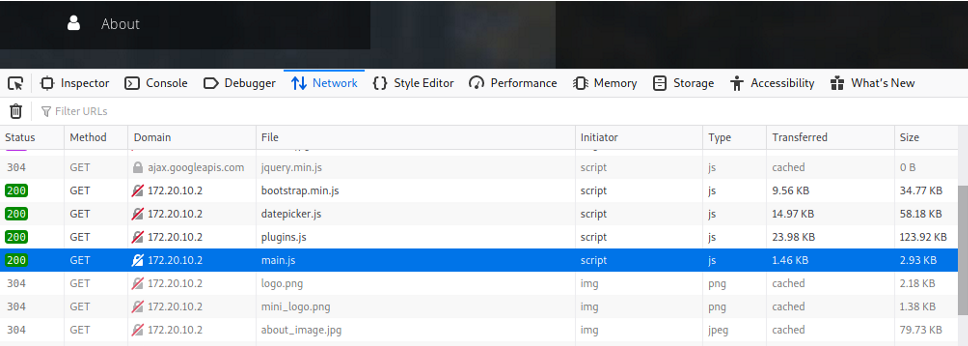 About
Inspector Console Debugger Network Style Editor Performance Memory Storage Accessibility What's New
Filter URLs
Status Method Domain File Initiator Type Transferred Size
304 GET ajax.googleapis.com jquery.min.js script js cached 0 B
200 GET 172.20.10.2 bootstrap.min.js script js 9.56 KB 34.77 KB
200 GET 172.20.10.2 datepicker.js script js 14.97 KB 58.18 KB
200 GET 172.20.10.2 plugins.js script js 23.98 KB 123.92 KB
200 GET 172.20.10.2 main.js script js 1.46 KB 2.93 KB
304 GET 172.20.10.2 logo.png img png cached 2.18 KB
304 GET 172.20.10.2 mini_logo.png img png cached 1.38 KB
304 GET 172.20.10.2 about_image.jpg img jpeg cached 79.73 KB